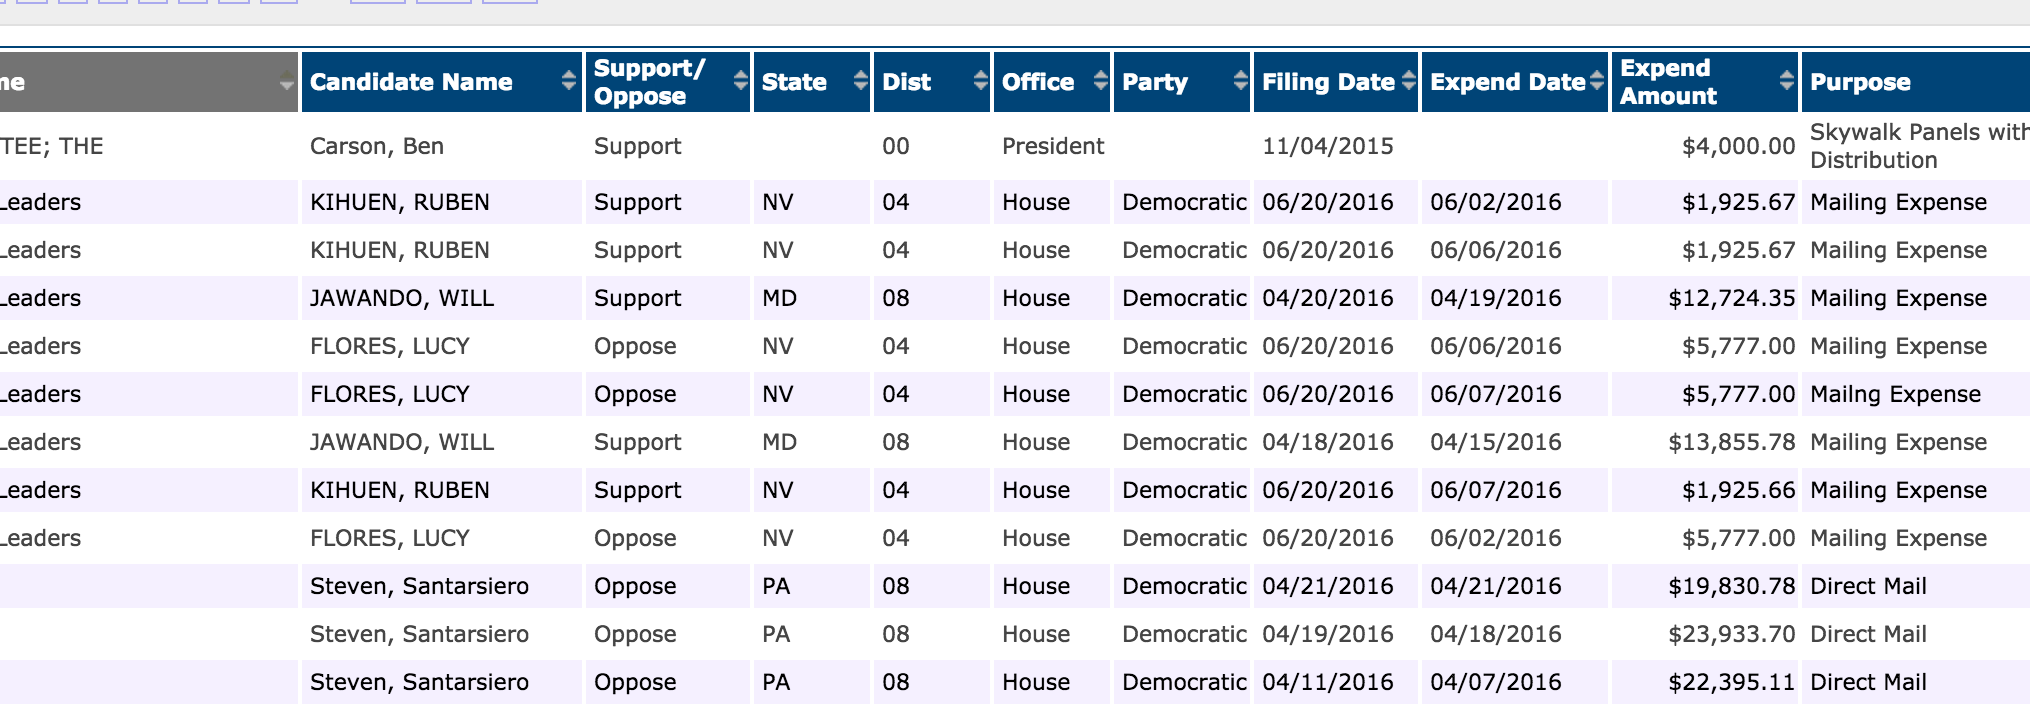 me Candidate Name Support/ Oppose State Dist Office Party Filing Date Expend Date Expend Amount Purpose
TEE; THE Carson, Ben Support 00 President 11/04/2015 $4,000.00 Skywalk Panels with Distribution
Leaders KIHUEN, RUBEN Support NV 04 House Democratic 06/20/2016 06/02/2016 $1,925.67 Mailing Expense
Leaders KIHUEN, RUBEN Support NV 04 House Democratic 06/20/2016 06/06/2016 $1,925.67 Mailing Expense
Leaders JAWANDO, WILL Support MD 08 House Democratic 04/20/2016 04/19/2016 $12,724.35 Mailing Expense
Leaders FLORES, LUCY Oppose NV 04 House Democratic 06/20/2016 06/06/2016 $5,777.00 Mailing Expense
Leaders FLORES, LUCY Oppose NV 04 House Democratic 06/20/2016 06/07/2016 $5,777.00 Mailng Expense
Leaders JAWANDO, WILL Support MD 08 House Democratic 04/18/2016 04/15/2016 $13,855.78 Mailing Expense
Leaders KIHUEN, RUBEN Support NV 04 House Democratic 06/20/2016 06/07/2016 $1,925.66 Mailing Expense
Leaders FLORES, LUCY Oppose NV 04 House Democratic 06/20/2016 06/02/2016 $5,777.00 Mailing Expense
Steven, Santarsiero Oppose PA 08 House Democratic 04/21/2016 04/21/2016 $19,830.78 Direct Mail
Steven, Santarsiero Oppose PA 08 House Democratic 04/19/2016 04/18/2016 $23,933.70 Direct Mail
Steven, Santarsiero Oppose PA 08 House Democratic 04/11/2016 04/07/2016 $22,395.11 Direct Mail